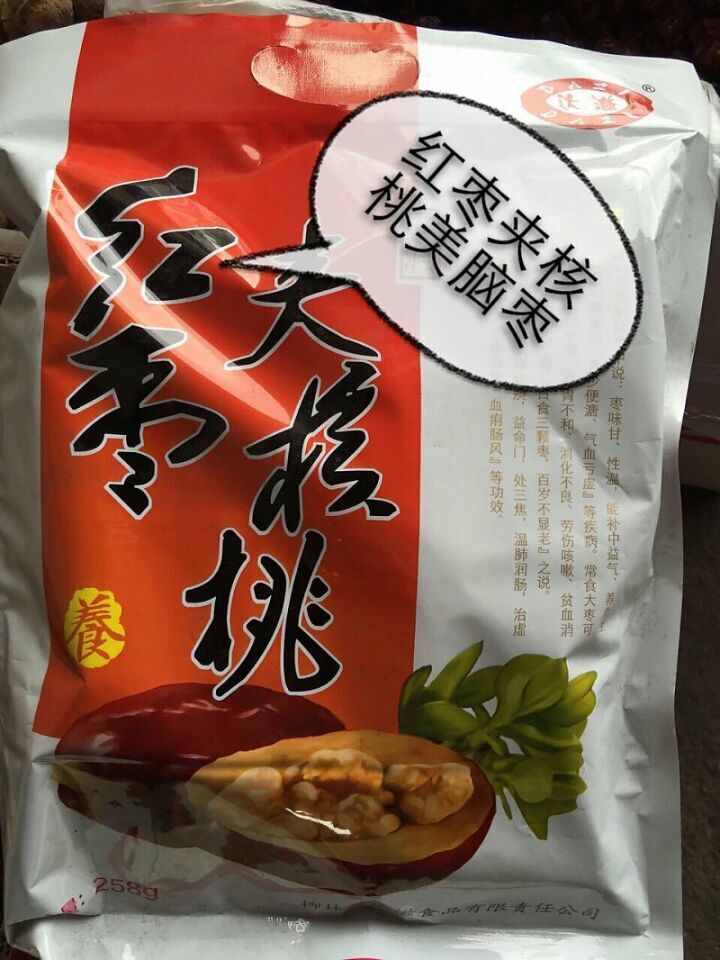 DAZI
汏滋
DAZI
®
红枣夹核
桃美脑枣
红枣
夹核桃
養
说：枣味甘、性温，能补中益气、养
少便溏、气血亏虚』等疾病。常食大枣可
胃不和、消化不良、劳伤咳嗽、贫血消
日食三颗枣，百岁不显老』之说。
益命门，处三焦，温肺润肠，治虚
血痢肠风』等功效。
258g
食品有限责任公司